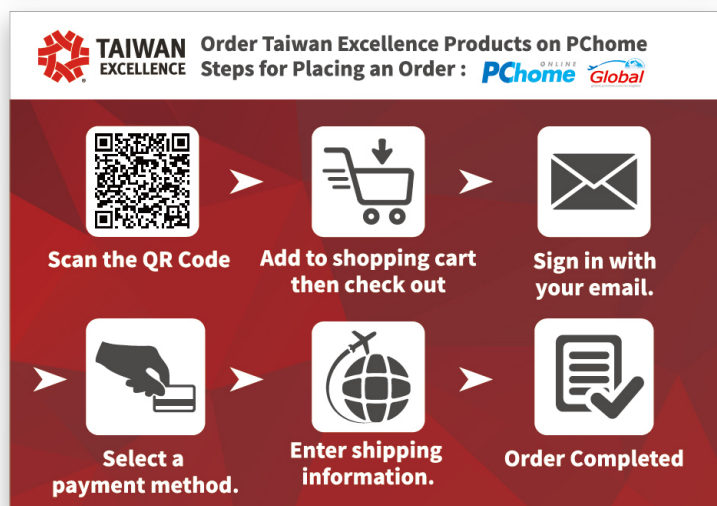 TAIWAN
EXCELLENCE
Order Taiwan Excellence Products on PChome
Steps for Placing an Order :
ONLINE
PChome
Global
Scan the QR Code
Add to shopping cart
then check out
Sign in with
your email.
Select a
payment method.
Enter shipping
information.
Order Completed